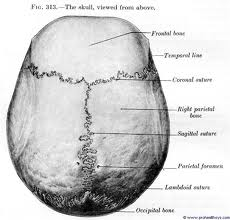 Fig. 313.—The skull, viewed from above.
Frontal bone
Temporal line
Coronal suture
Right parietal
bone
Sagittal suture
Parietal foramen
Lambdoid suture
Occipital bone